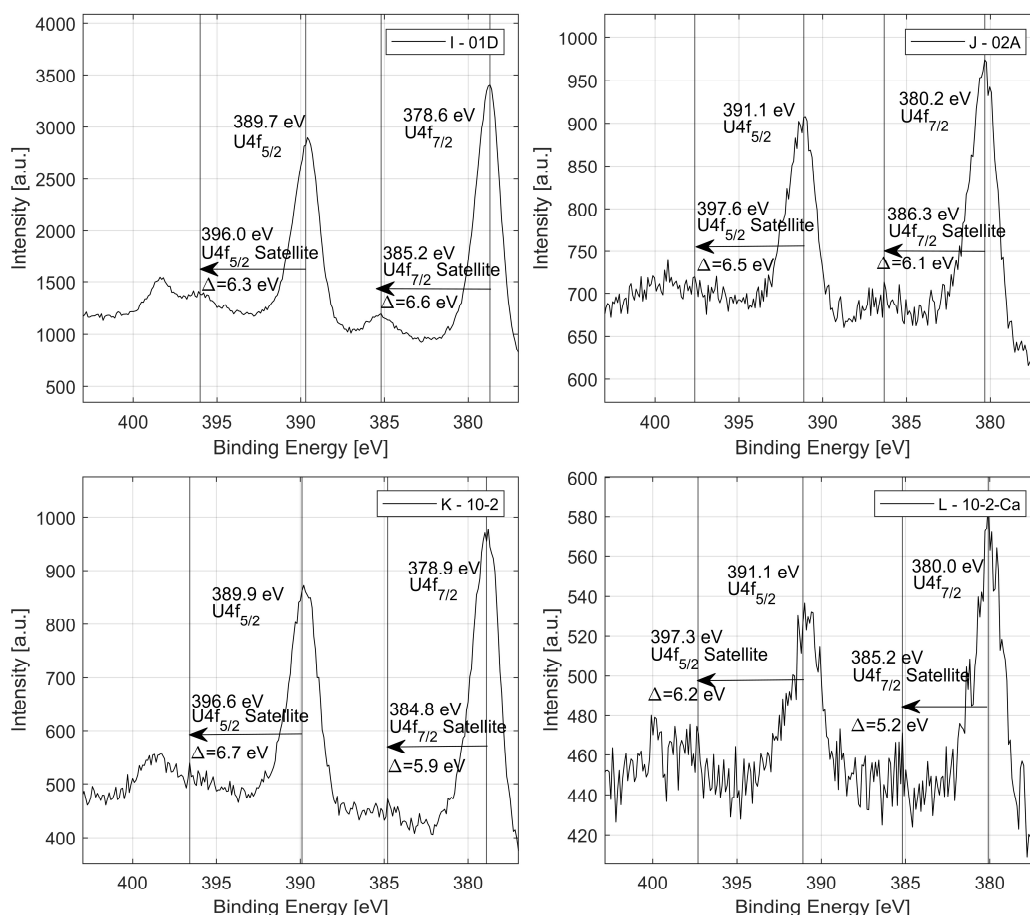 I - 01D
4000
3500
3000
2500
2000
1500
1000
500
Intensity [a.u.]
389.7 eV
U4f5/2
378.6 eV
U4f7/2
396.0 eV
U4f5/2 Satellite
Δ=6.3 eV
385.2 eV
U4f7/2 Satellite
Δ=6.6 eV
400 395 390 385 380
Binding Energy [eV]
J - 02A
1000
950
900
850
800
750
700
650
600
Intensity [a.u.]
391.1 eV
U4f5/2
380.2 eV
U4f7/2
397.6 eV
U4f5/2 Satellite
Δ=6.5 eV
386.3 eV
U4f7/2 Satellite
Δ=6.1 eV
400 395 390 385 380
Binding Energy [eV]
K - 10-2
1000
900
800
700
600
500
400
Intensity [a.u.]
389.9 eV
U4f5/2
378.9 eV
U4f7/2
396.6 eV
U4f5/2 Satellite
Δ=6.7 eV
384.8 eV
U4f7/2 Satellite
Δ=5.9 eV
400 395 390 385 380
Binding Energy [eV]
L - 10-2-Ca
580
560
540
520
500
480
460
440
420
Intensity [a.u.]
391.1 eV
U4f5/2
380.0 eV
U4f7/2
397.3 eV
U4f5/2 Satellite
Δ=6.2 eV
385.2 eV
U4f7/2 Satellite
Δ=5.2 eV
400 395 390 385 380
Binding Energy [eV]